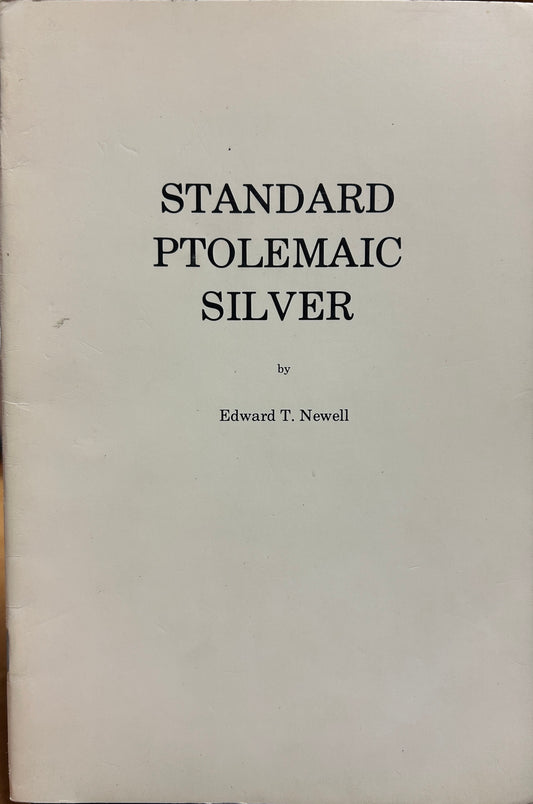 STANDARD
PTOLEMAIC
SILVER
by
Edward T. Newell